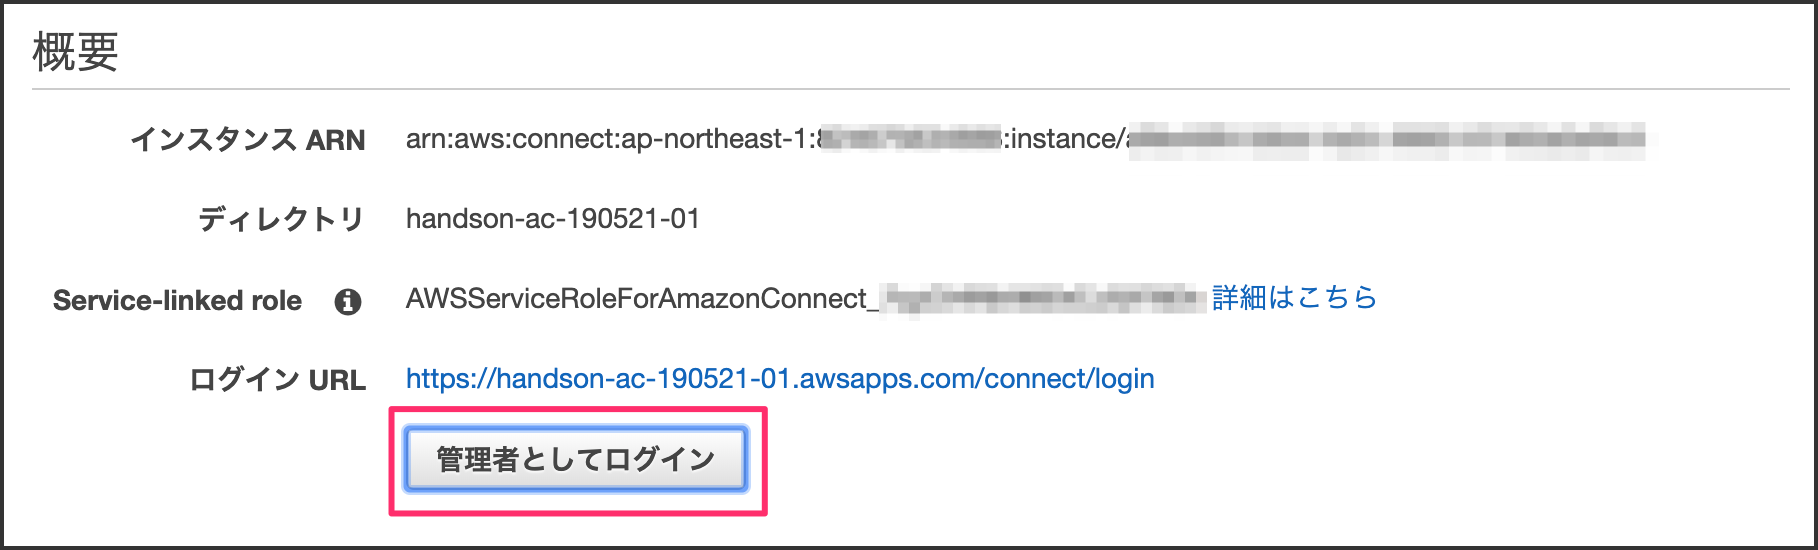 概要
インスタンス ARN arn:aws:connect:ap-northeast-1: :instance/
ディレクトリ handson-ac-190521-01
Service-linked role AWSServiceRoleForAmazonConnect_ 詳細はこちら
ログイン URL https://handson-ac-190521-01.awsapps.com/connect/login
管理者としてログイン